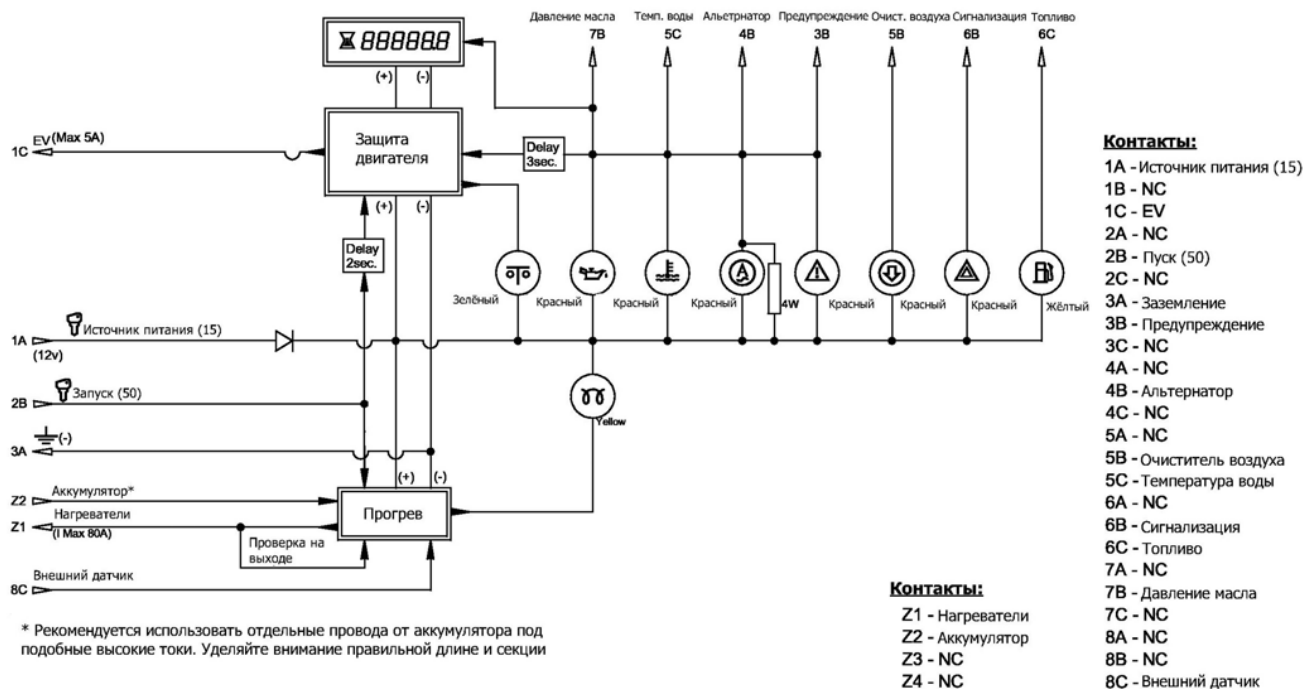 Давление масла
7B
Темп. воды
5C
Альетрнатор
4B
Предупреждение
3B
Очист. воздуха
5B
Сигнализация
6B
Топливо
6C
888888
(+) (-)
Защита
двигателя
1C EV (Max 5A)
Delay
3sec.
(+) (-)
Delay
2sec.
Зелёный
Красный
Красный
Красный
A
4W
Красный
Красный
Красный
Жёлтый
1A Источник питания (15)
(12v)
2B Запуск (50)
Yellow
3A (-)
(+) (-)
Z2 Аккумулятор*
Прогрев
Z1 Нагреватели
(I Max 80A)
Проверка на
выходе
8C Внешний датчик
* Рекомендуется использовать отдельные провода от аккумулятора под
подобные высокие токи. Уделяйте внимание правильной длине и секции
Контакты:
Z1 - Нагреватели
Z2 - Аккумулятор
Z3 - NC
Z4 - NC
Контакты:
1A - Источник питания (15)
1B - NC
1C - EV
2A - NC
2B - Пуск (50)
2C - NC
3A - Заземление
3B - Предупреждение
3C - NC
4A - NC
4B - Альтернатор
4C - NC
5A - NC
5B - Очиститель воздуха
5C - Температура воды
6A - NC
6B - Сигнализация
6C - Топливо
7A - NC
7B - Давление масла
7C - NC
8A - NC
8B - NC
8C - Внешний датчик